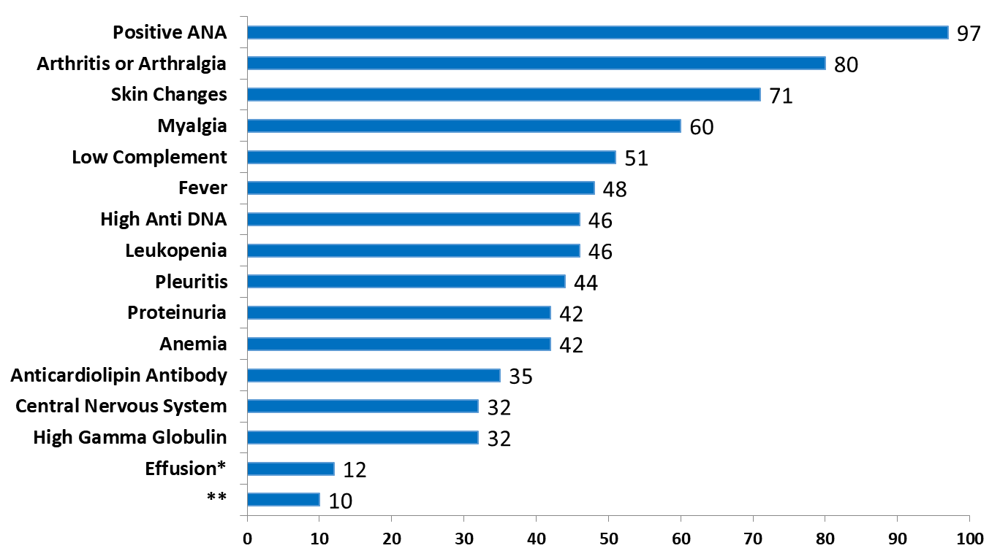 Positive ANA 97
Arthritis or Arthralgia 80
Skin Changes 71
Myalgia 60
Low Complement 51
Fever 48
High Anti DNA 46
Leukopenia 46
Pleuritis 44
Proteinuria 42
Anemia 42
Anticardiolipin Antibody 35
Central Nervous System 32
High Gamma Globulin 32
Effusion* 12
** 10
0 10 20 30 40 50 60 70 80 90 100